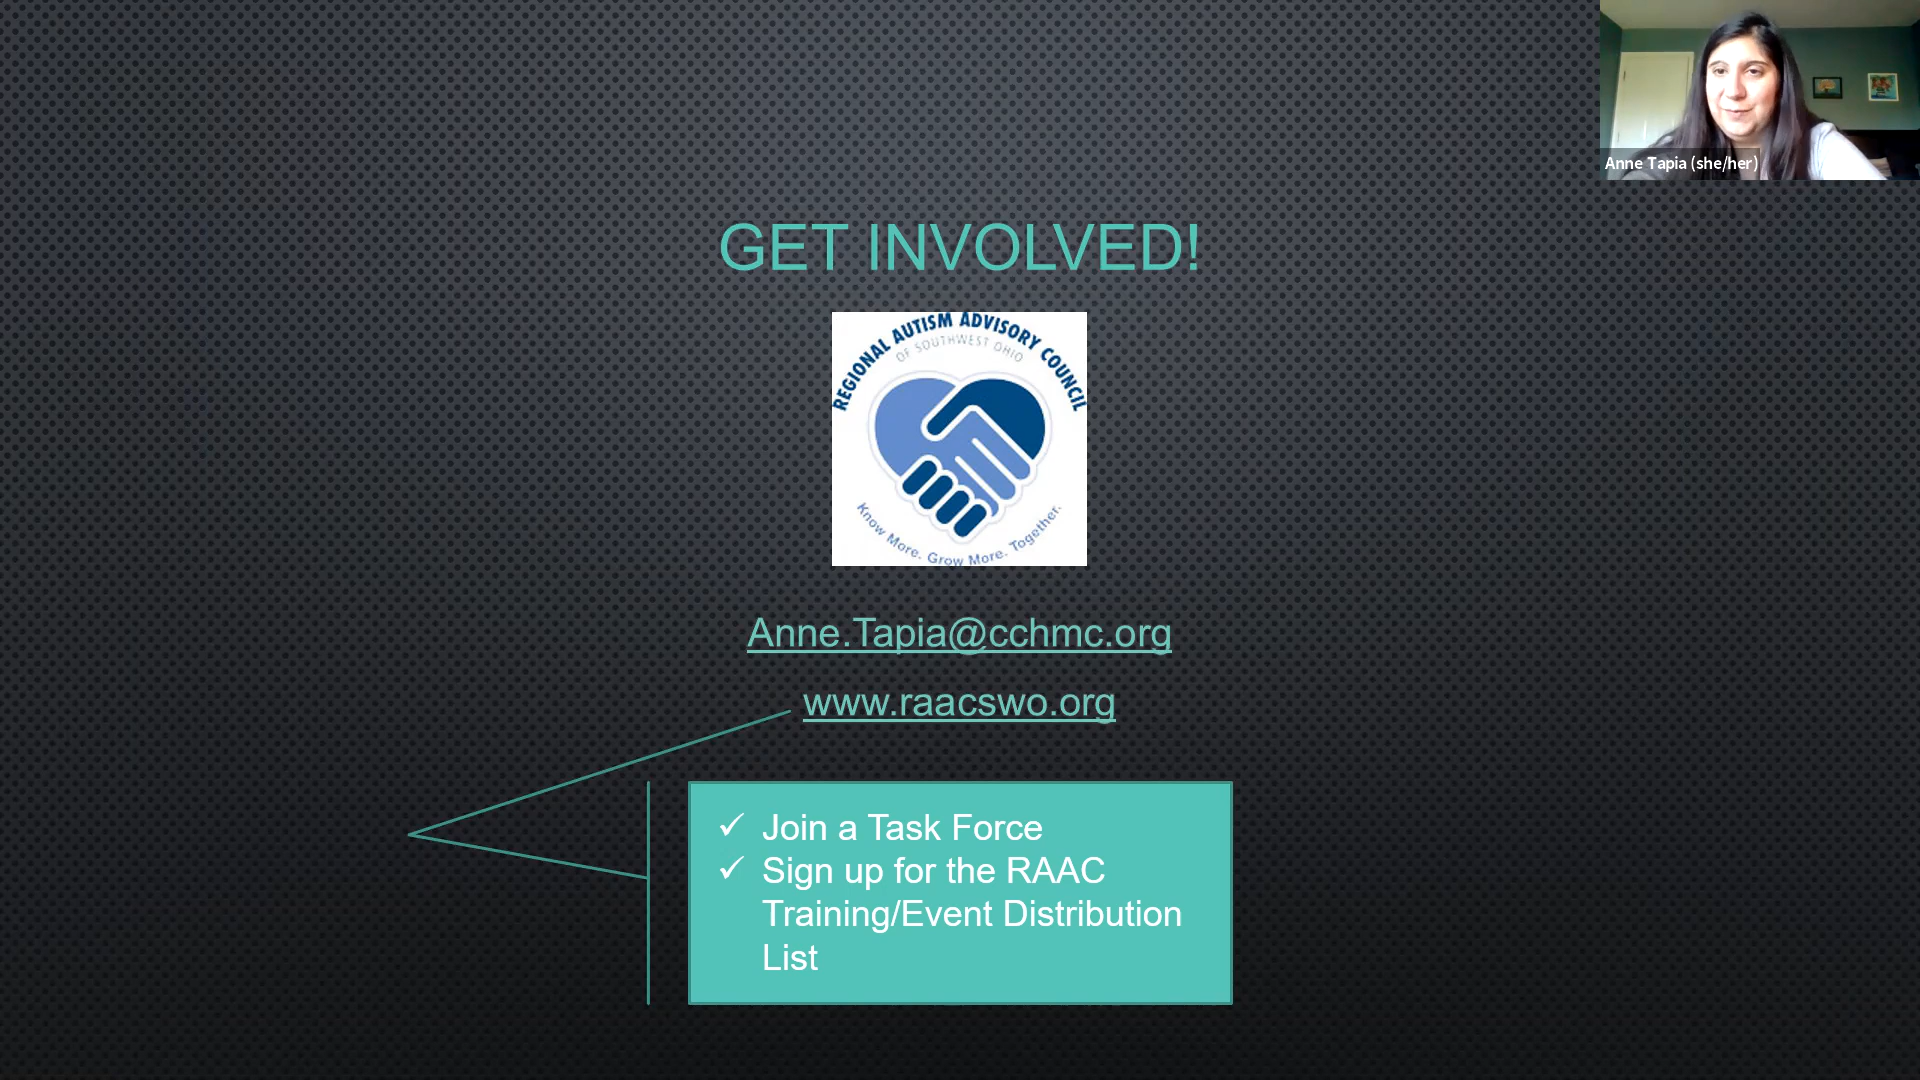 Anne Tapia (she/her)
GET INVOLVED!
REGIONAL AUTISM ADVISORY COUNCIL
OF SOUTHWEST OHIO
Know More. Grow More. Together.
Anne.Tapia@cchmc.org
www.raacswo.org
✓ Join a Task Force
✓ Sign up for the RAAC
Training/Event Distribution
List